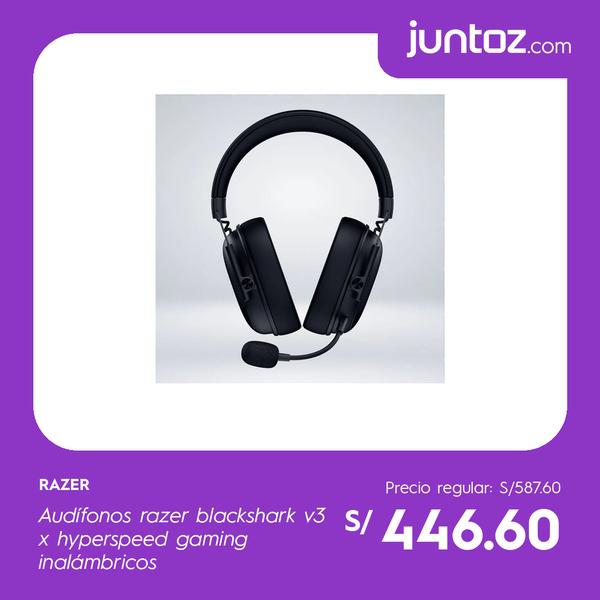 juntoz.com
RAZER
Audífonos razer blackshark v3
x hyperspeed gaming
inalámbricos
Precio regular: S/587.60
S/ 446.60